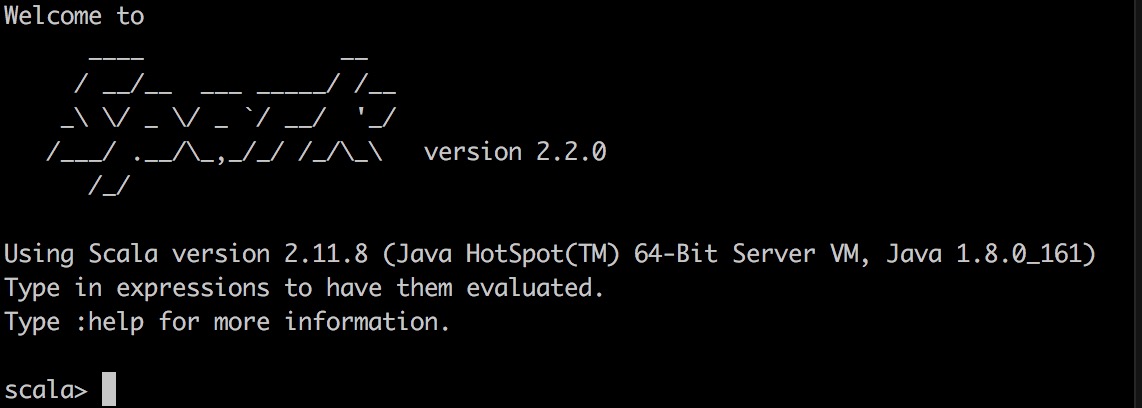 Welcome to
      ____              __
     / __/__  ___ _____/ /__
    _\ \/ _ \/ _ `/ __/  '_/
   /___/ .__/\_,_/_/ /_/\_\   version 2.2.0
      /_/
Using Scala version 2.11.8 (Java HotSpot(TM) 64-Bit Server VM, Java 1.8.0_161)
Type in expressions to have them evaluated.
Type :help for more information.
scala>